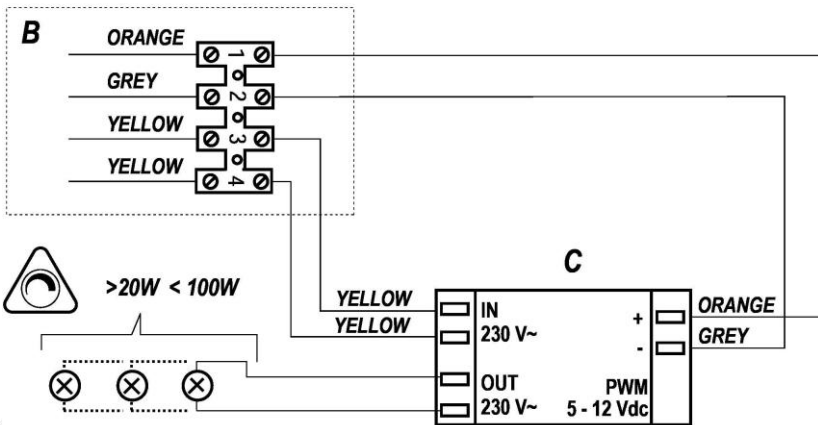 B
ORANGE
GREY
YELLOW
YELLOW
1
2
3
4
>20W < 100W
C
YELLOW
YELLOW
IN
230 V~
OUT
230 V~
+
-
PWM
5 - 12 Vdc
ORANGE
GREY